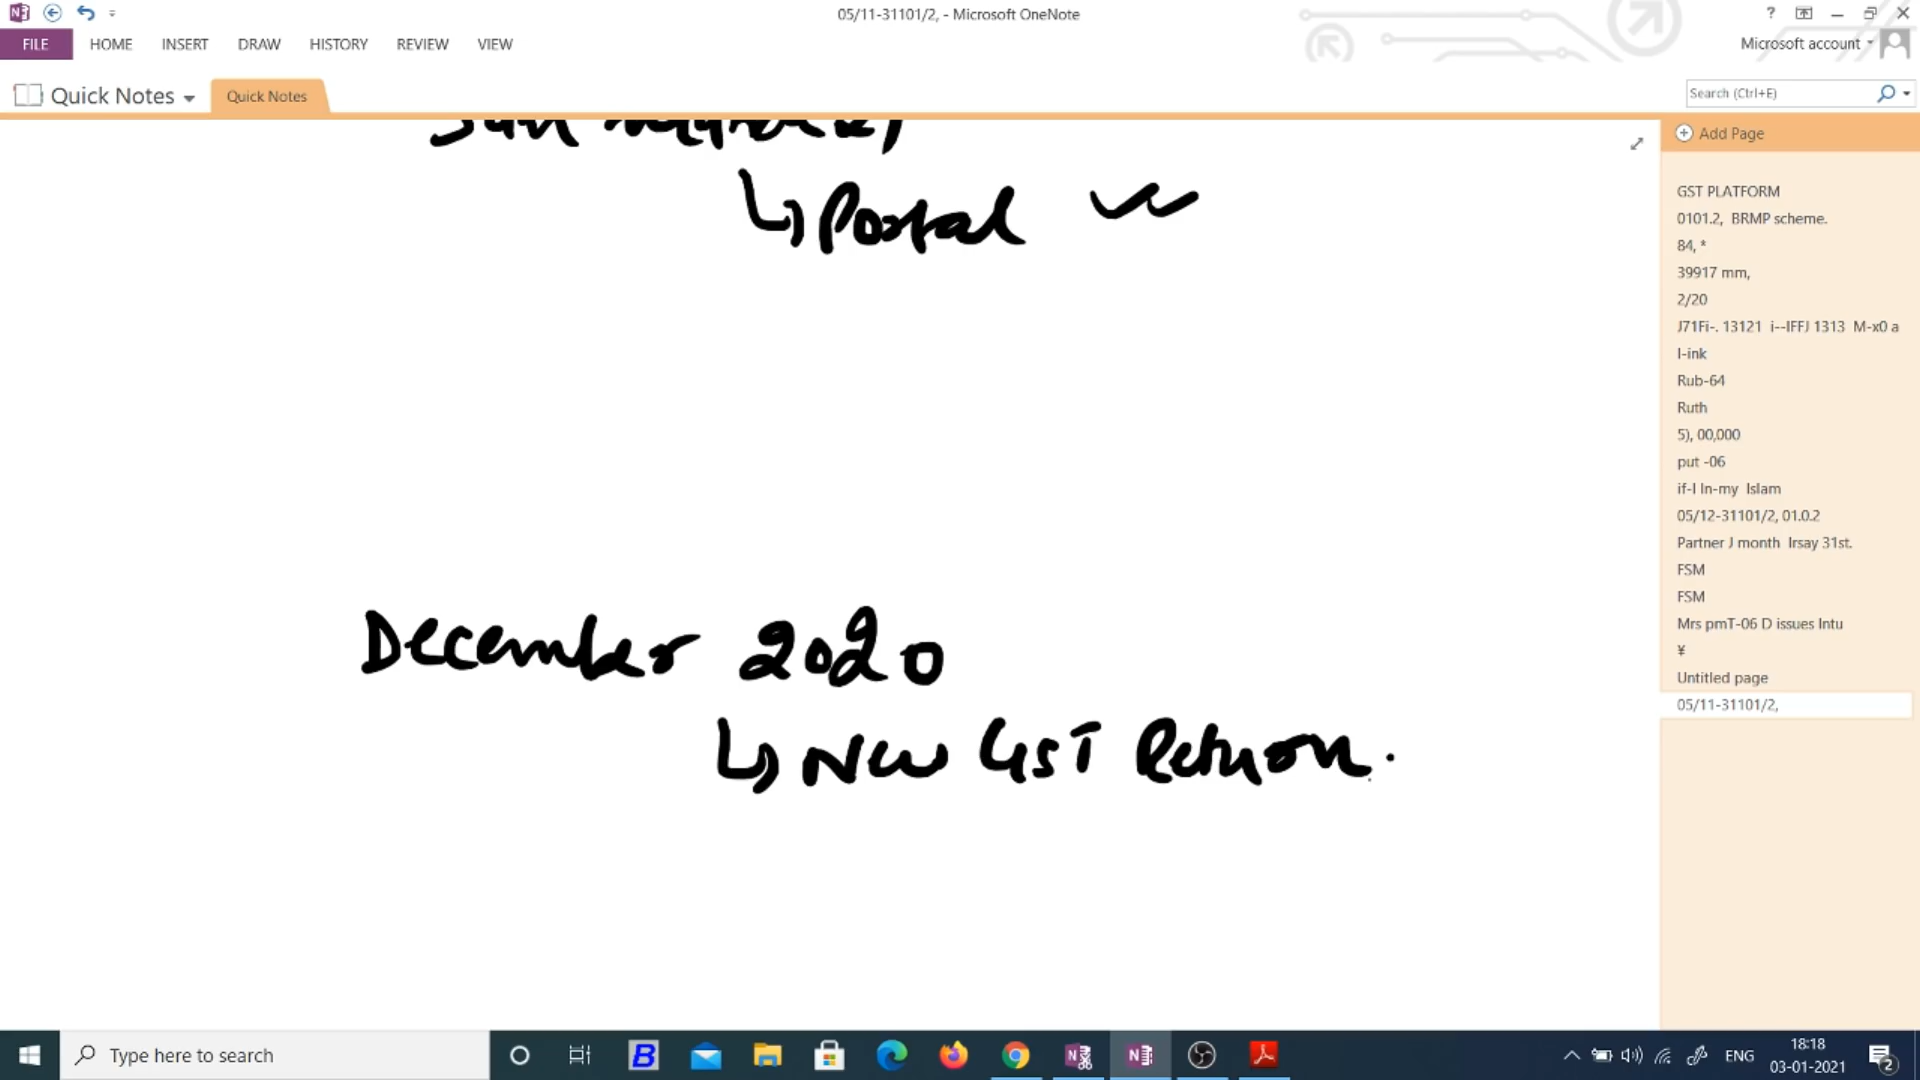 05/11-31101/2, - Microsoft OneNote
?
FILE HOME INSERT DRAW HISTORY REVIEW VIEW
Microsoft account
Quick Notes
Quick Notes
Search (Ctrl+E)
Portal
December 2020
New GST Return.
Add Page
GST PLATFORM
0101.2, BRMP scheme.
84, *
39917 mm,
2/20
J71Fi-. 13121 i--IFFJ 1313 M-x0 a
I-ink
Rub-64
Ruth
5), 00,000
put -06
if-I In-my Islam
05/12-31101/2, 01.0.2
Partner J month Irsay 31st.
FSM
FSM
Mrs pmT-06 D issues Intu
¥
Untitled page
05/11-31101/2,
Type here to search
B
ENG
18:18
03-01-2021
2